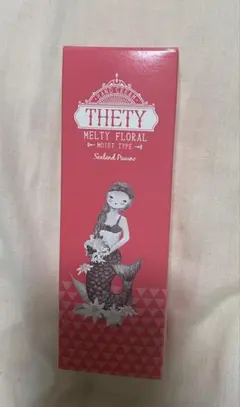 HAND CREAM
THETY
MELTY FLORAL
MOIST TYPE